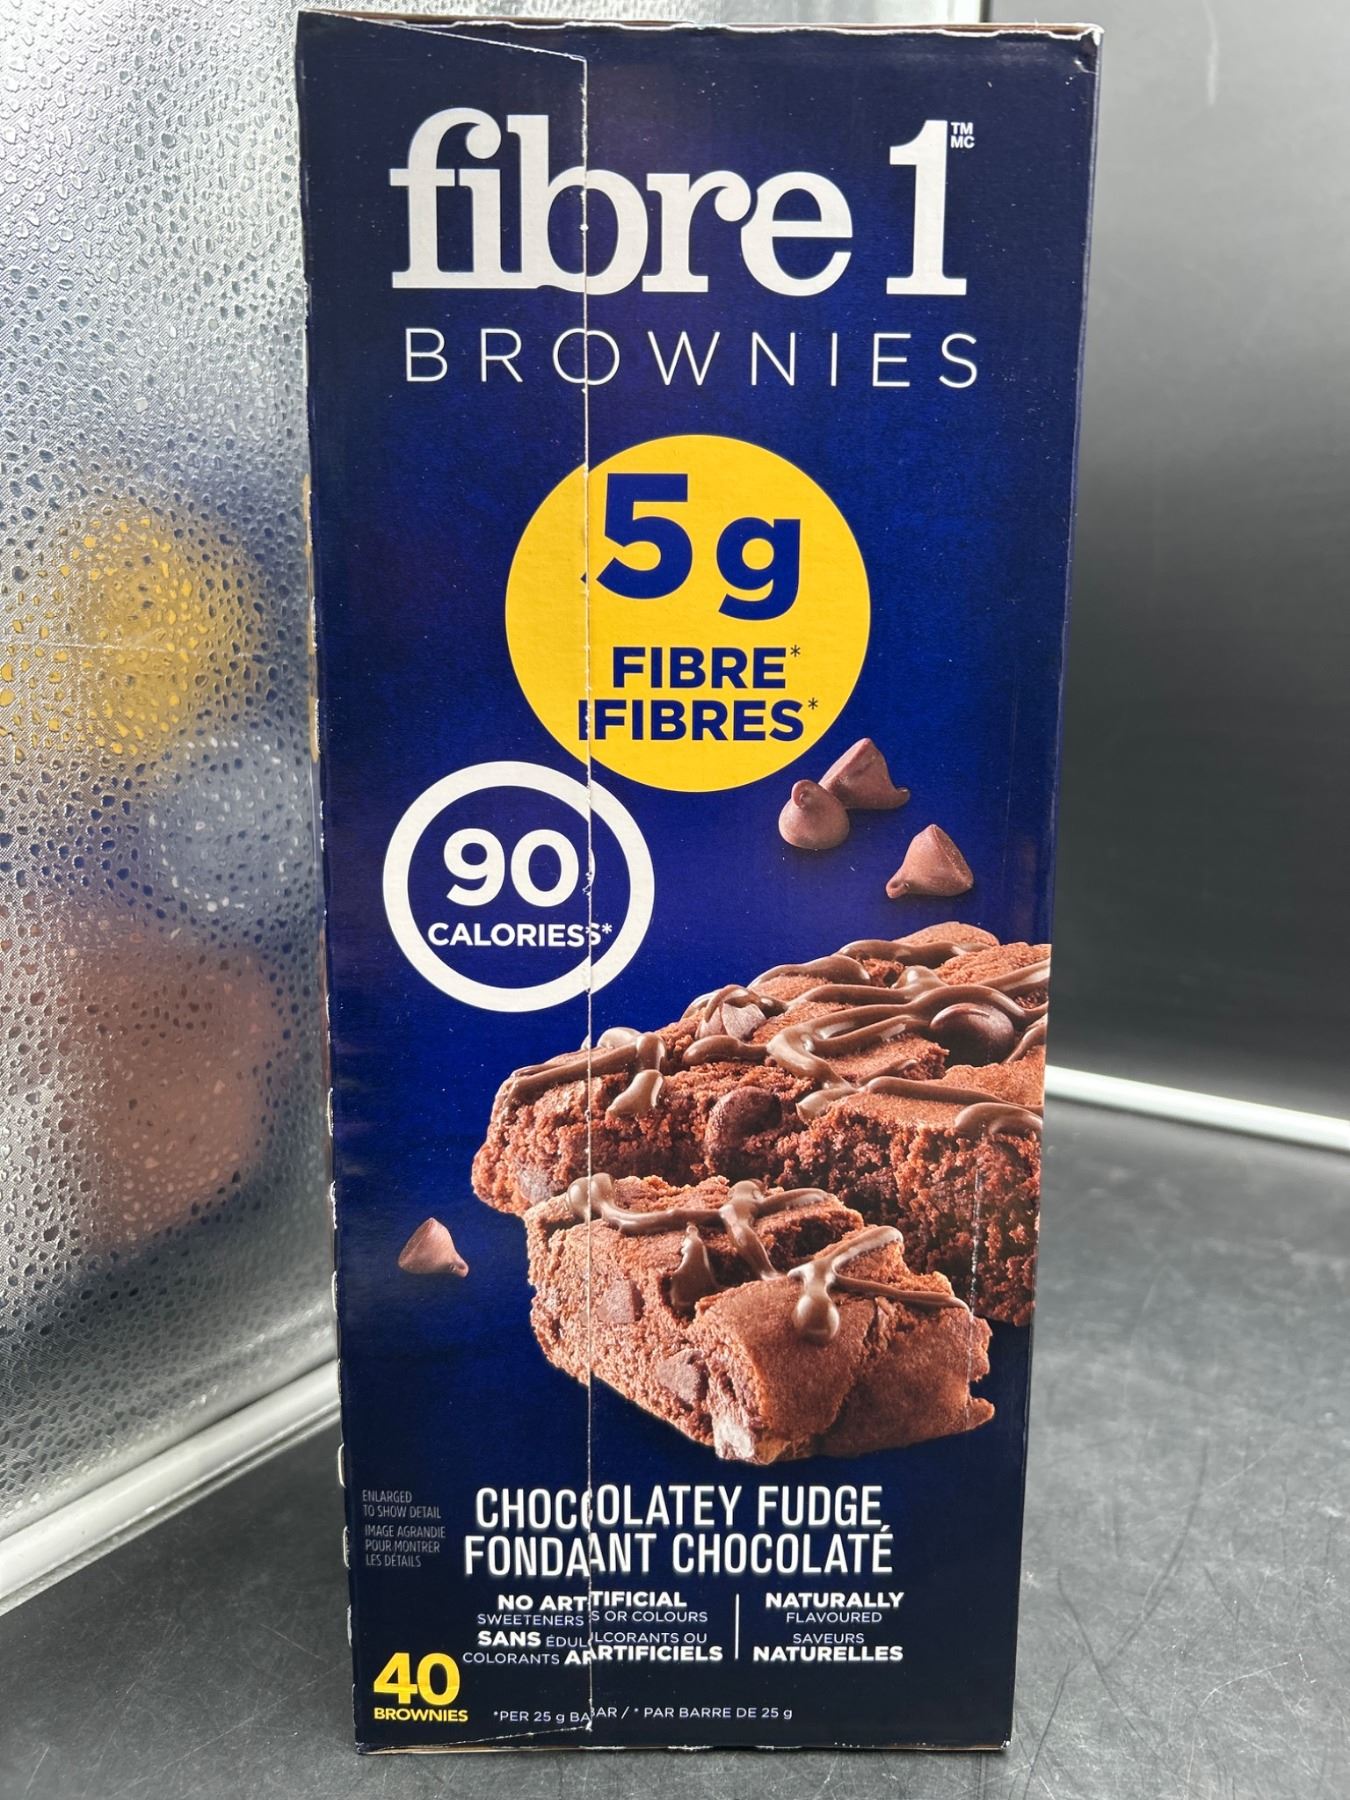 fibre 1 TM MC
BROWNIES
5g
FIBRE*
FIBRES*
90
CALORIES*
ENLARGED
TO SHOW DETAIL
IMAGE AGRANDIE
POUR MONTRER
LES DÉTAILS
CHOCOLATEY FUDGE
FONDANT CHOCOLATÉ
NO ARTIFICIAL
SWEETENERS OR COLOURS
SANS ÉDULCORANTS OU
COLORANTS ARTIFICIELS
NATURALLY
FLAVOURED
SAVEURS
NATURELLES
40
BROWNIES
*PER 25 g BAR / * PAR BARRE DE 25 g